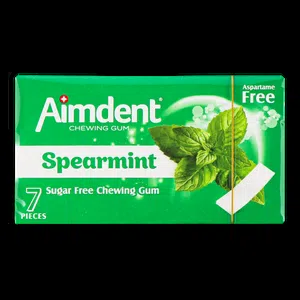 Aspartame
Free
Aimdent
CHEWING GUM
Spearmint
Sugar Free Chewing Gum
7
PIECES